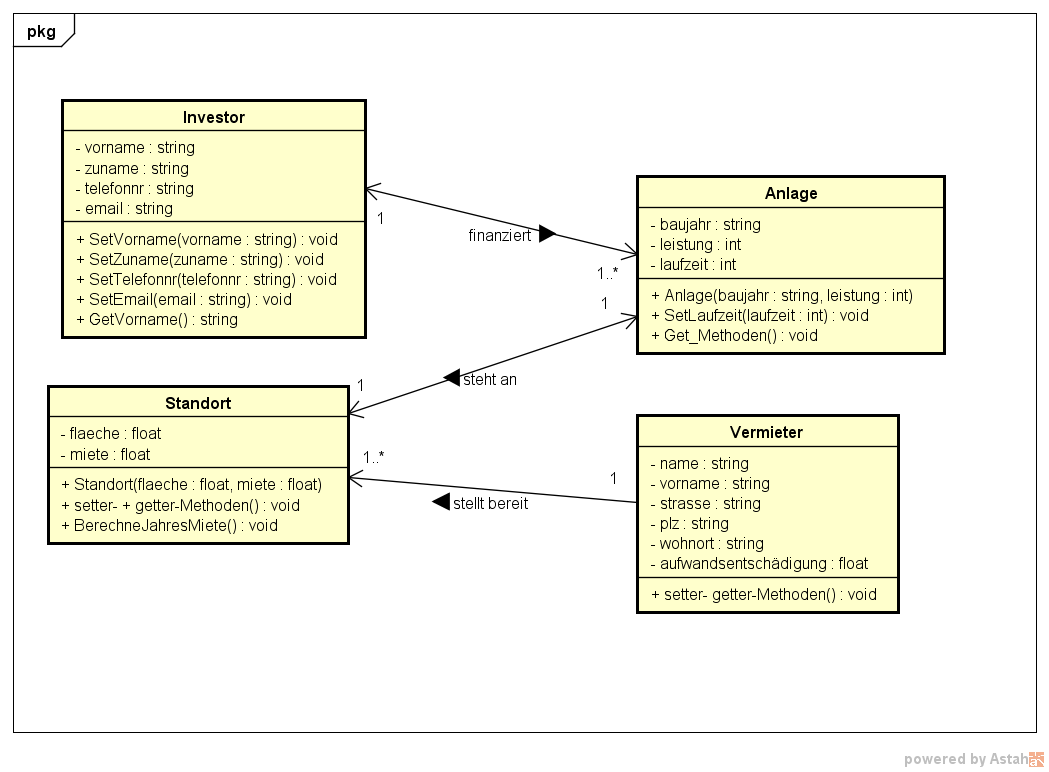 pkg
Investor
- vorname : string
- zuname : string
- telefonnr : string
- email : string
+ SetVorname(vorname : string) : void
+ SetZuname(zuname : string) : void
+ SetTelefonnr(telefonnr : string) : void
+ SetEmail(email : string) : void
+ GetVorname() : string
1
finanziert
1..*
Anlage
- baujahr : string
- leistung : int
- laufzeit : int
+ Anlage(baujahr : string, leistung : int)
+ SetLaufzeit(laufzeit : int) : void
+ Get_Methoden() : void
1
steht an
1
Standort
- flaeche : float
- miete : float
+ Standort(flaeche : float, miete : float)
+ setter- + getter-Methoden() : void
+ BerechneJahresMiete() : void
1..*
stellt bereit
1
Vermieter
- name : string
- vorname : string
- strasse : string
- plz : string
- wohnort : string
- aufwandsentschädigung : float
+ setter- getter-Methoden() : void
powered by Astah